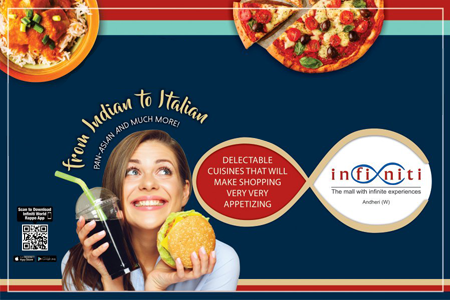 from Indian to Italian
PAN-ASIAN AND MUCH MORE!
DELECTABLE
CUISINES THAT WILL
MAKE SHOPPING
VERY VERY
APPETIZING
infiniti
The mall with infinite experiences
Andheri (W)
Scan to Download
Infiniti World
Rappo App